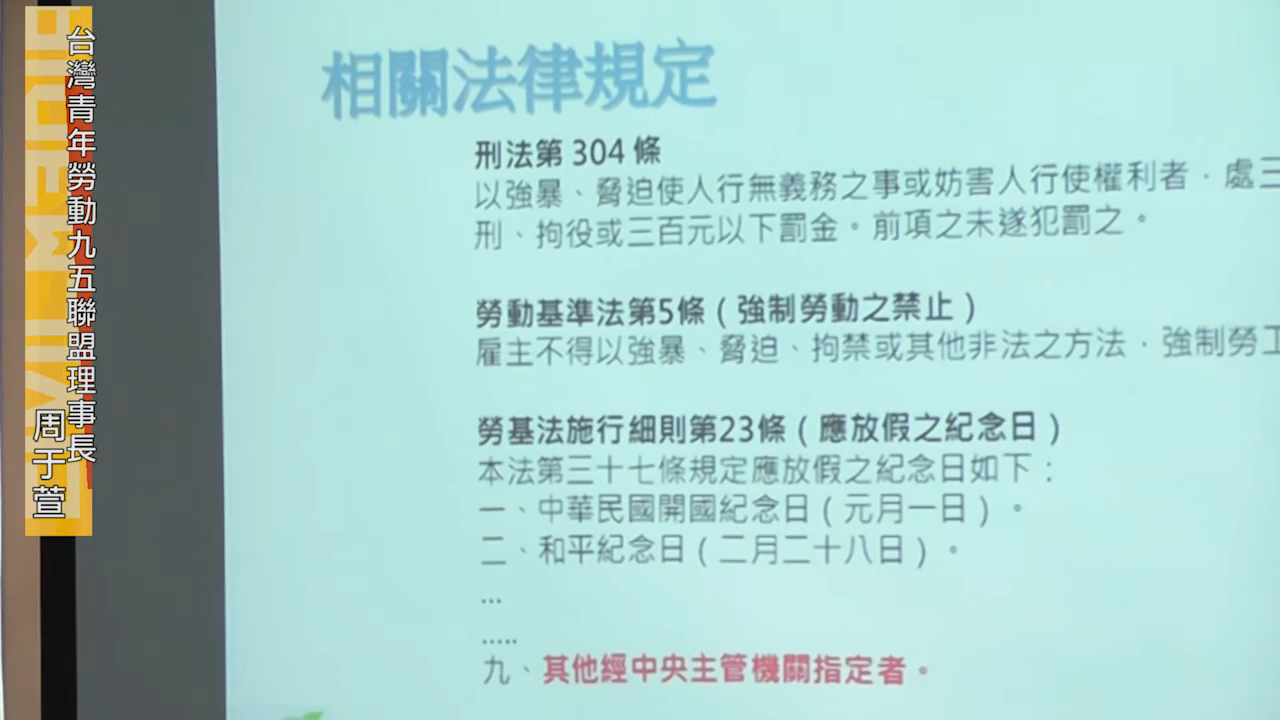 台灣青年勞動九五聯盟理事長
周于萱
相關法律規定
刑法第 304 條
以強暴、脅迫使人行無義務之事或妨害人行使權利者，處三
刑、拘役或三百元以下罰金。前項之未遂犯罰之。
勞動基準法第5條（強制勞動之禁止）
雇主不得以強暴、脅迫、拘禁或其他非法之方法，強制勞工
勞基法施行細則第23條（應放假之紀念日）
本法第三十七條規定應放假之紀念日如下：
一、中華民國開國紀念日（元月一日）。
二、和平紀念日（二月二十八日）。
...
.....
九、其他經中央主管機關指定者。